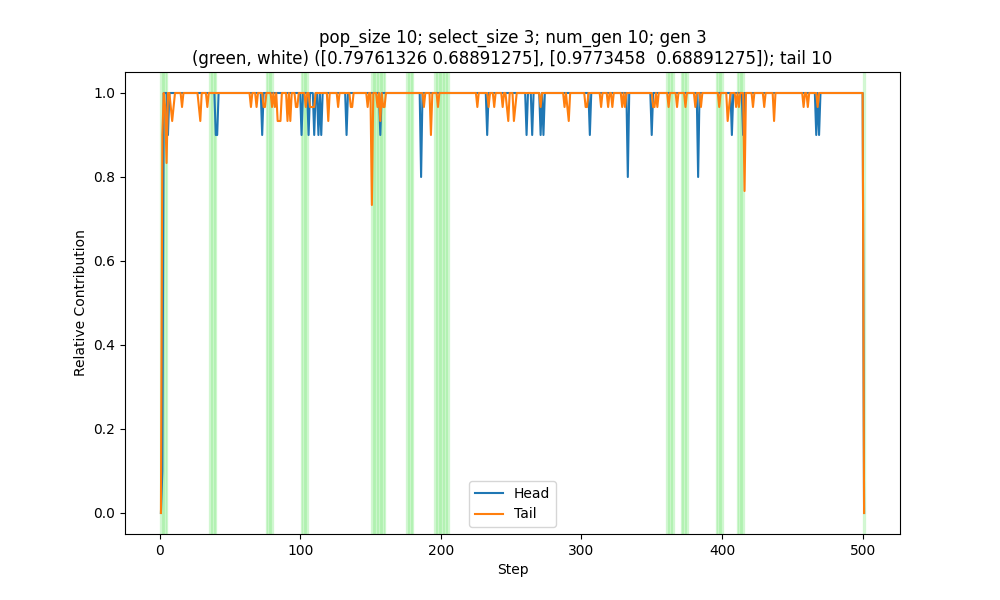 pop_size 10; select_size 3; num_gen 10; gen 3
(green, white) ([0.79761326 0.68891275], [0.9773458  0.68891275]); tail 10
1.0
0.8
0.6
0.4
0.2
0.0
Relative Contribution
Head
Tail
0
100
200
300
400
500
Step